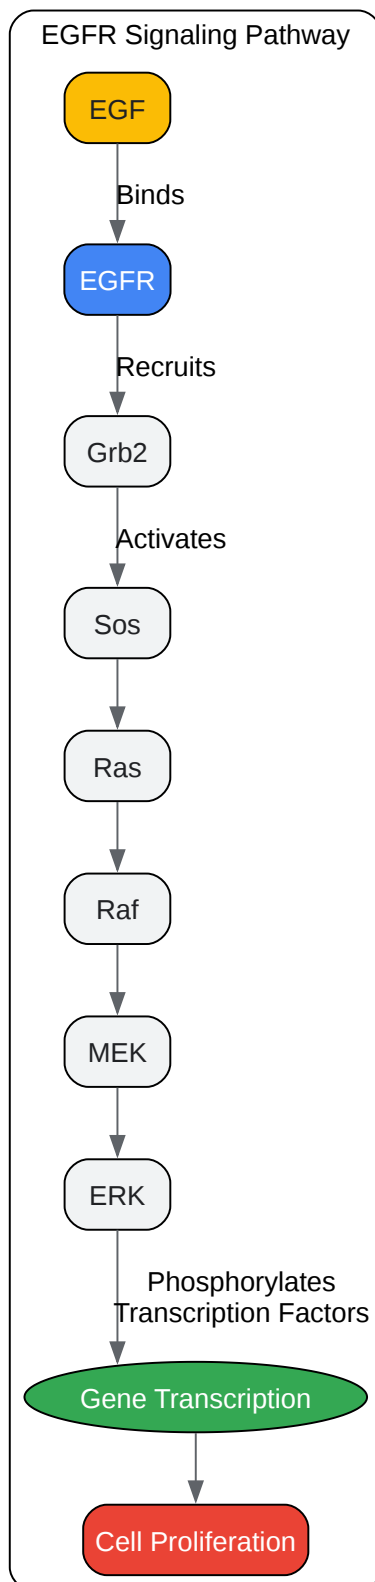 EGFR Signaling Pathway
EGF
Binds
EGFR
Recruits
Grb2
Activates
Sos
Ras
Raf
MEK
ERK
Phosphorylates
Transcription Factors
Gene Transcription
Cell Proliferation